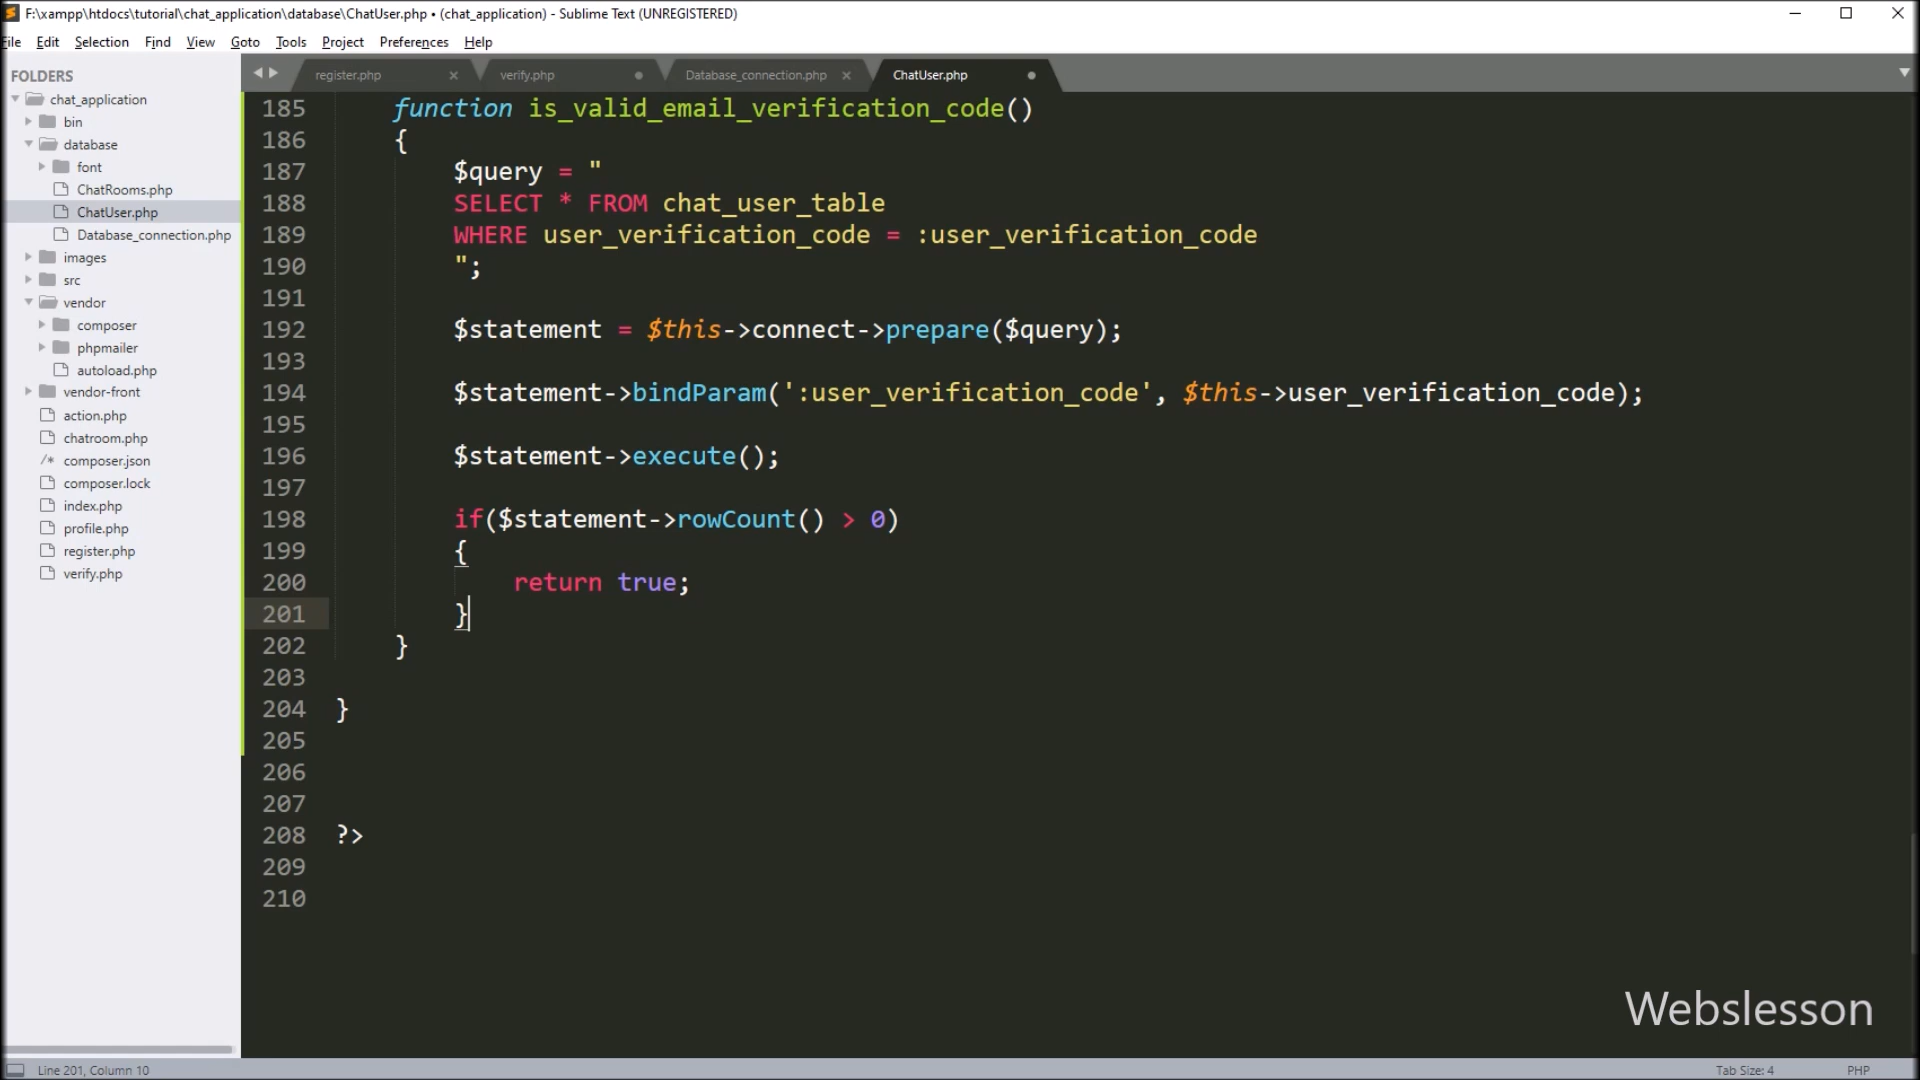 F:\xampp\htdocs\tutorial\chat_application\database\ChatUser.php • (chat_application) - Sublime Text (UNREGISTERED)
File Edit Selection Find View Goto Tools Project Preferences Help
FOLDERS
chat_application
bin
database
font
ChatRooms.php
ChatUser.php
Database_connection.php
images
src
vendor
composer
phpmailer
autoload.php
vendor-front
action.php
chatroom.php
/* composer.json
composer.lock
index.php
profile.php
register.php
verify.php
register.php verify.php Database_connection.php ChatUser.php
185 function is_valid_email_verification_code()
186 {
187 $query = "
188 SELECT * FROM chat_user_table
189 WHERE user_verification_code = :user_verification_code
190 ";
191
192 $statement = $this->connect->prepare($query);
193
194 $statement->bindParam(':user_verification_code', $this->user_verification_code);
195
196 $statement->execute();
197
198 if($statement->rowCount() > 0)
199 {
200 return true;
201 }
202 }
203
204 }
205
206
207
208 ?>
209
210
Webslesson
Line 201, Column 10 Tab Size: 4 PHP